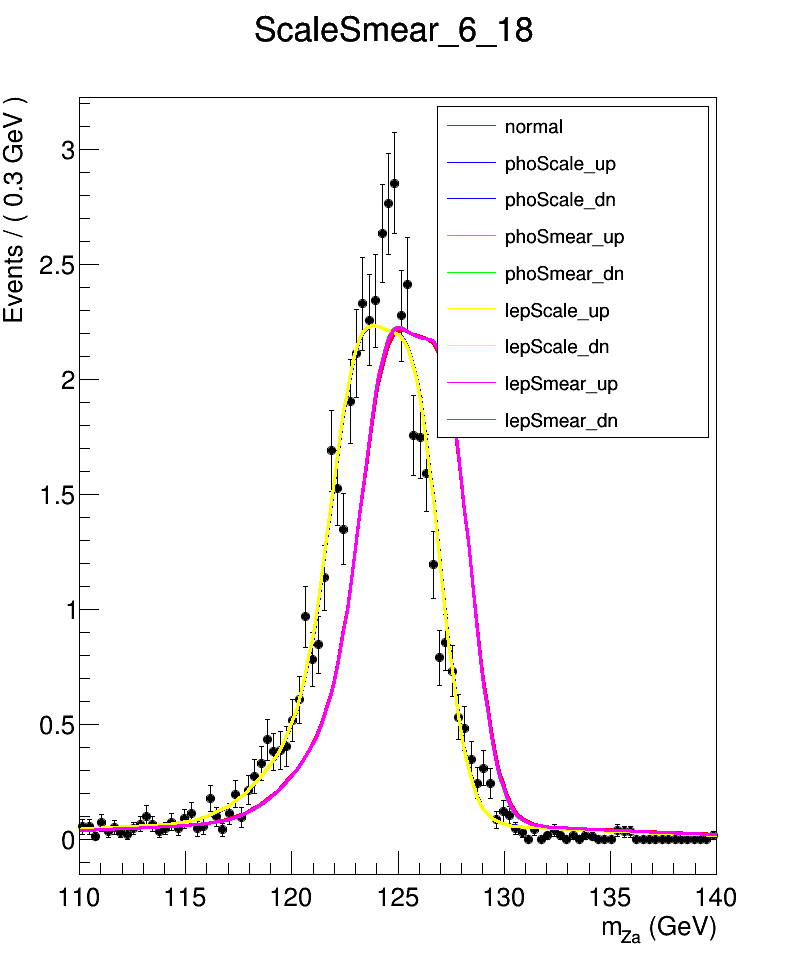 ScaleSmear_6_18
Events / ( 0.3 GeV )
3
2.5
2
1.5
1
0.5
0
normal
phoScale_up
phoScale_dn
phoSmear_up
phoSmear_dn
lepScale_up
lepScale_dn
lepSmear_up
lepSmear_dn
110 115 120 125 130 135 140
mZa (GeV)